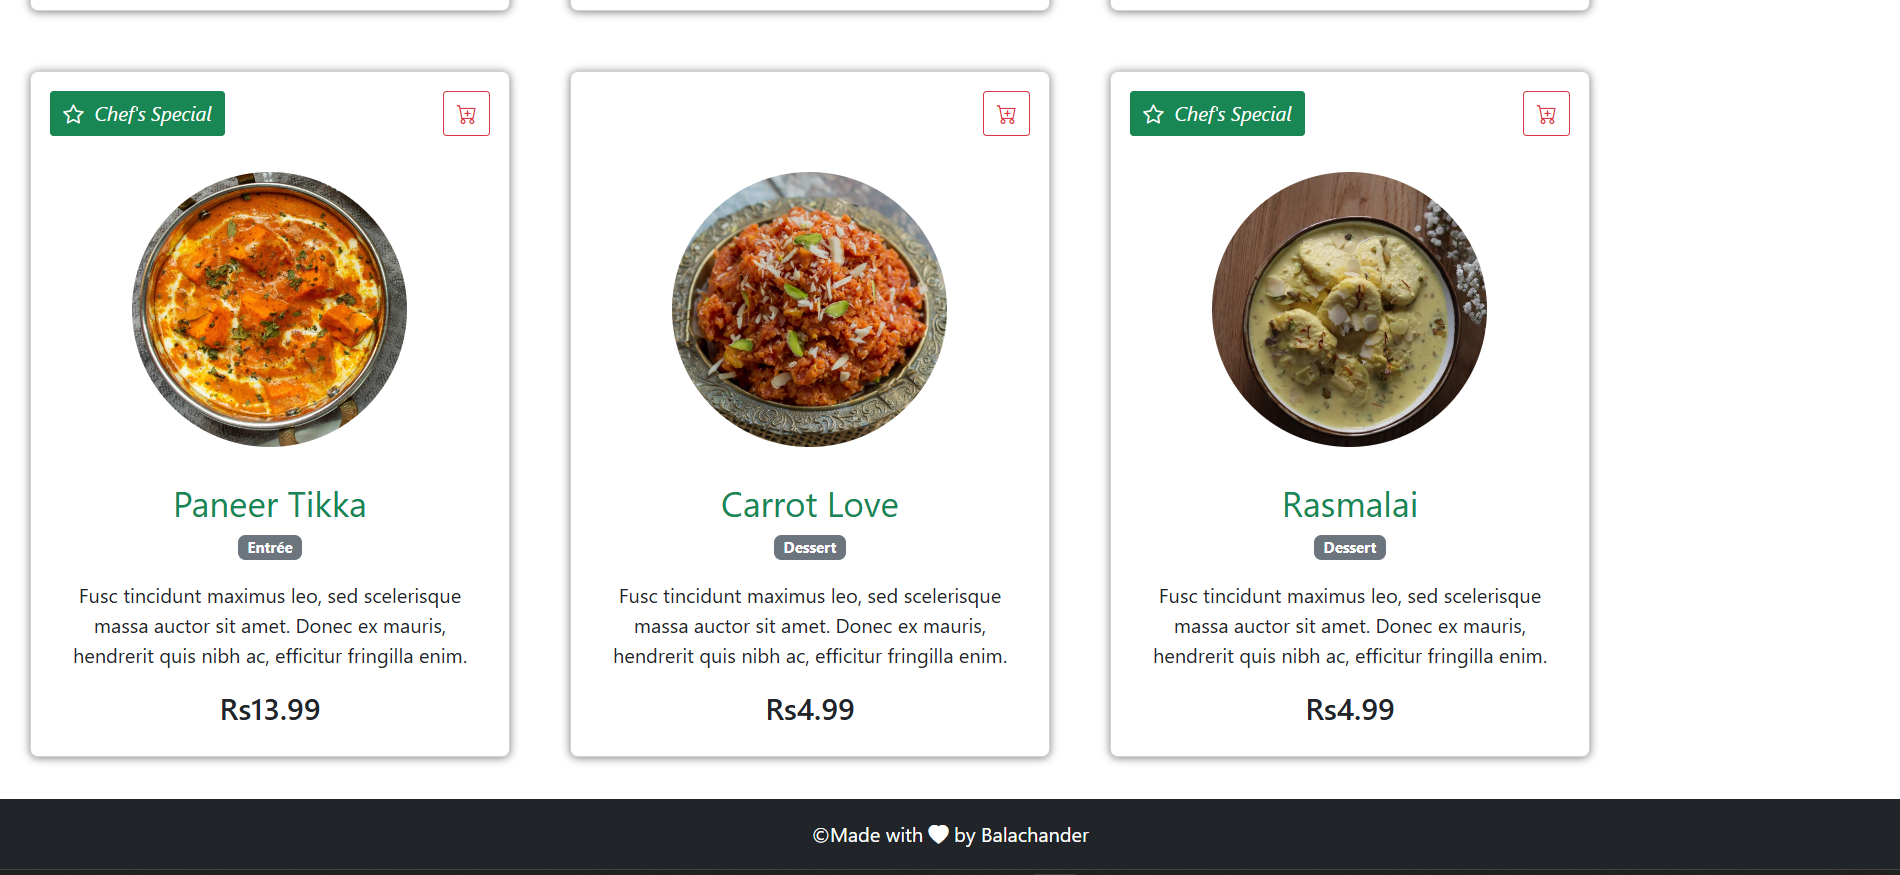 Chef's Special
Chef's Special
Paneer Tikka
Entrée
Fusc tincidunt maximus leo, sed scelerisque
massa auctor sit amet. Donec ex mauris,
hendrerit quis nibh ac, efficitur fringilla enim.
Rs13.99
Carrot Love
Dessert
Fusc tincidunt maximus leo, sed scelerisque
massa auctor sit amet. Donec ex mauris,
hendrerit quis nibh ac, efficitur fringilla enim.
Rs4.99
Rasmalai
Dessert
Fusc tincidunt maximus leo, sed scelerisque
massa auctor sit amet. Donec ex mauris,
hendrerit quis nibh ac, efficitur fringilla enim.
Rs4.99
©Made with 🤍 by Balachander